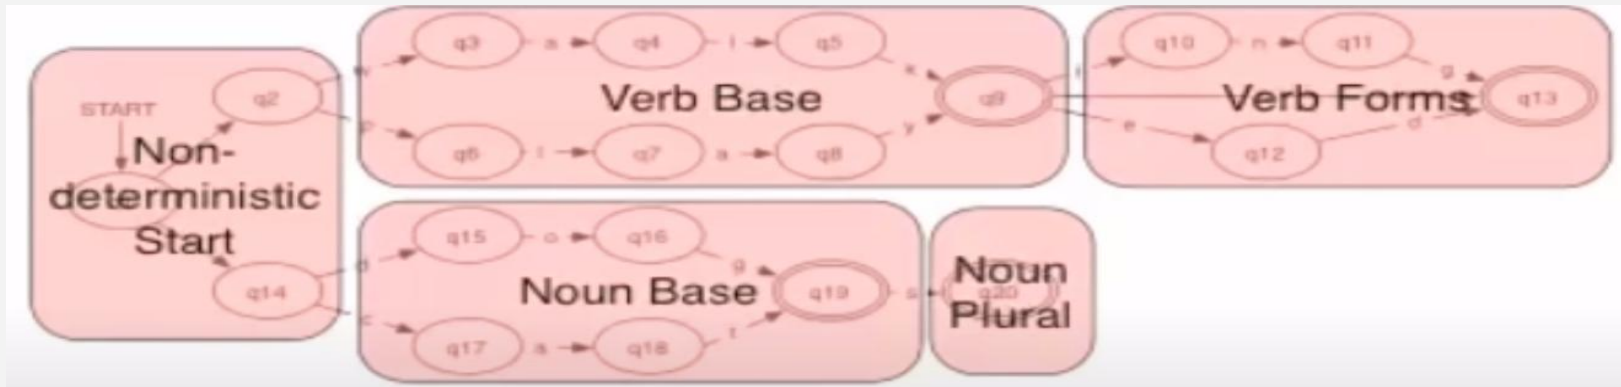 q3 a q4 l q5
q10 n q11
w k i g
q2 Verb Base q9 Verb Forms q13
START
p e d
Non-
q6 l q7 a q8 y q12
deterministic
Start
q15 o q16
d g
q14 Noun Base q19 s
Noun
Plural
c t
q17 a q18